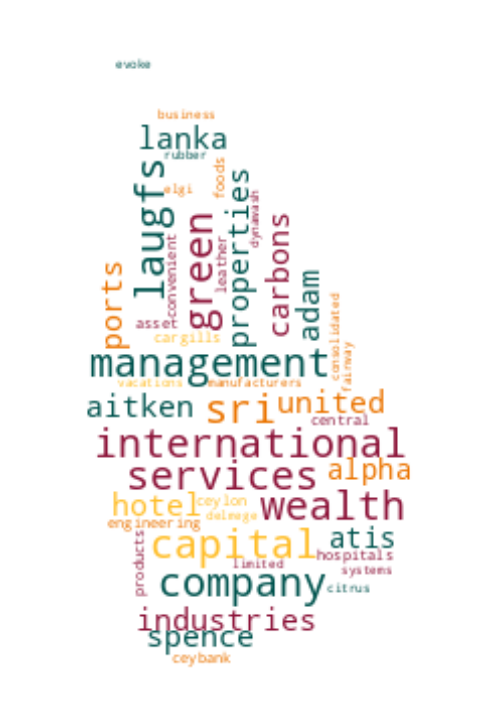 evoke
business
lanka
rubber
laugfs
elgi
foods
green
properties
dynawash
leather
convenient
carbons
ports
adam
asset
cargills
consolidated
fairway
management
vacations
manufacturers
aitken
sri
united
central
international
services
alpha
hotel
ceylon
wealth
delmege
engineering
capital
atis
hospitals
products
limited
systems
company
citrus
industries
spence
ceybank